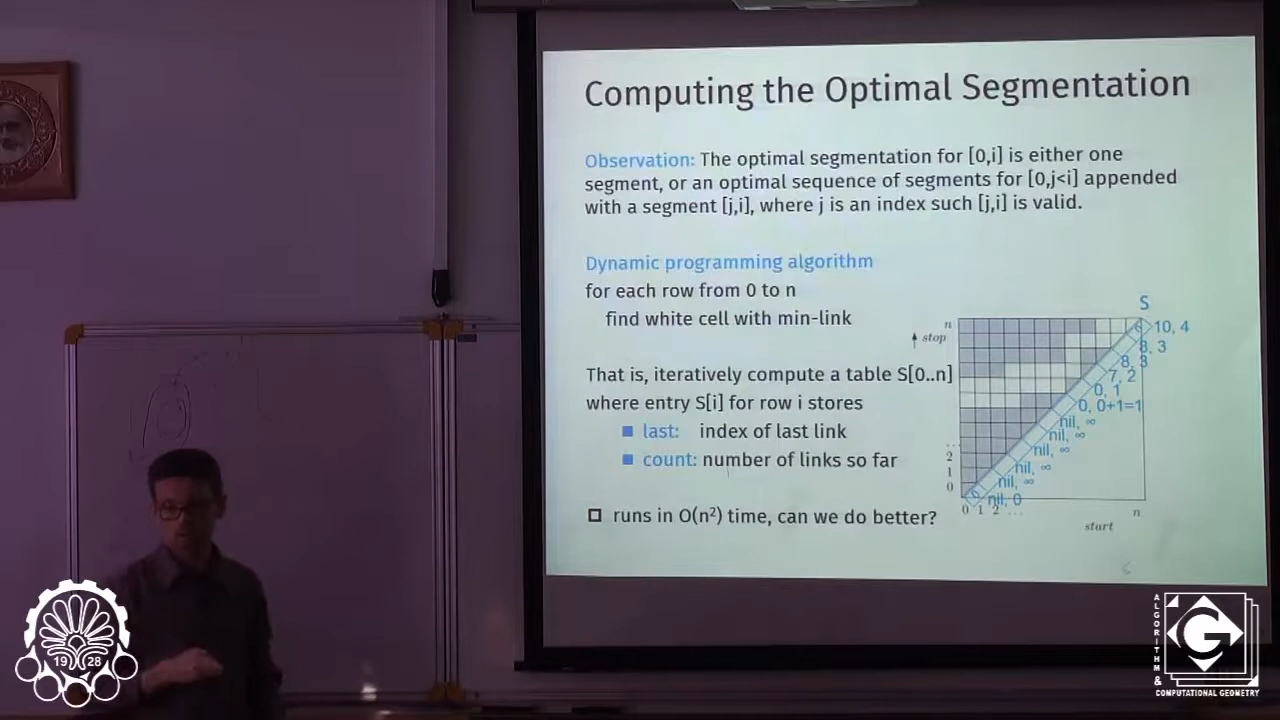 Computing the Optimal Segmentation
Observation: The optimal segmentation for [0,i] is either one
segment, or an optimal sequence of segments for [0,j<i] appended
with a segment [j,i], where j is an index such [j,i] is valid.
Dynamic programming algorithm
for each row from 0 to n
find white cell with min-link
That is, iteratively compute a table S[0..n]
where entry S[i] for row i stores
last: index of last link
count: number of links so far
runs in O(n²) time, can we do better?
S
n
stop
10, 4
8, 3
8, 3
7, 2
0, 1
0, 0+1=1
nil, ∞
nil, ∞
nil, ∞
nil, ∞
nil, ∞
nil, 0
...
2
1
0
0 1 2 ...
n
start
19 28
G
ALGORITHM
&
COMPUTATIONAL GEOMETRY